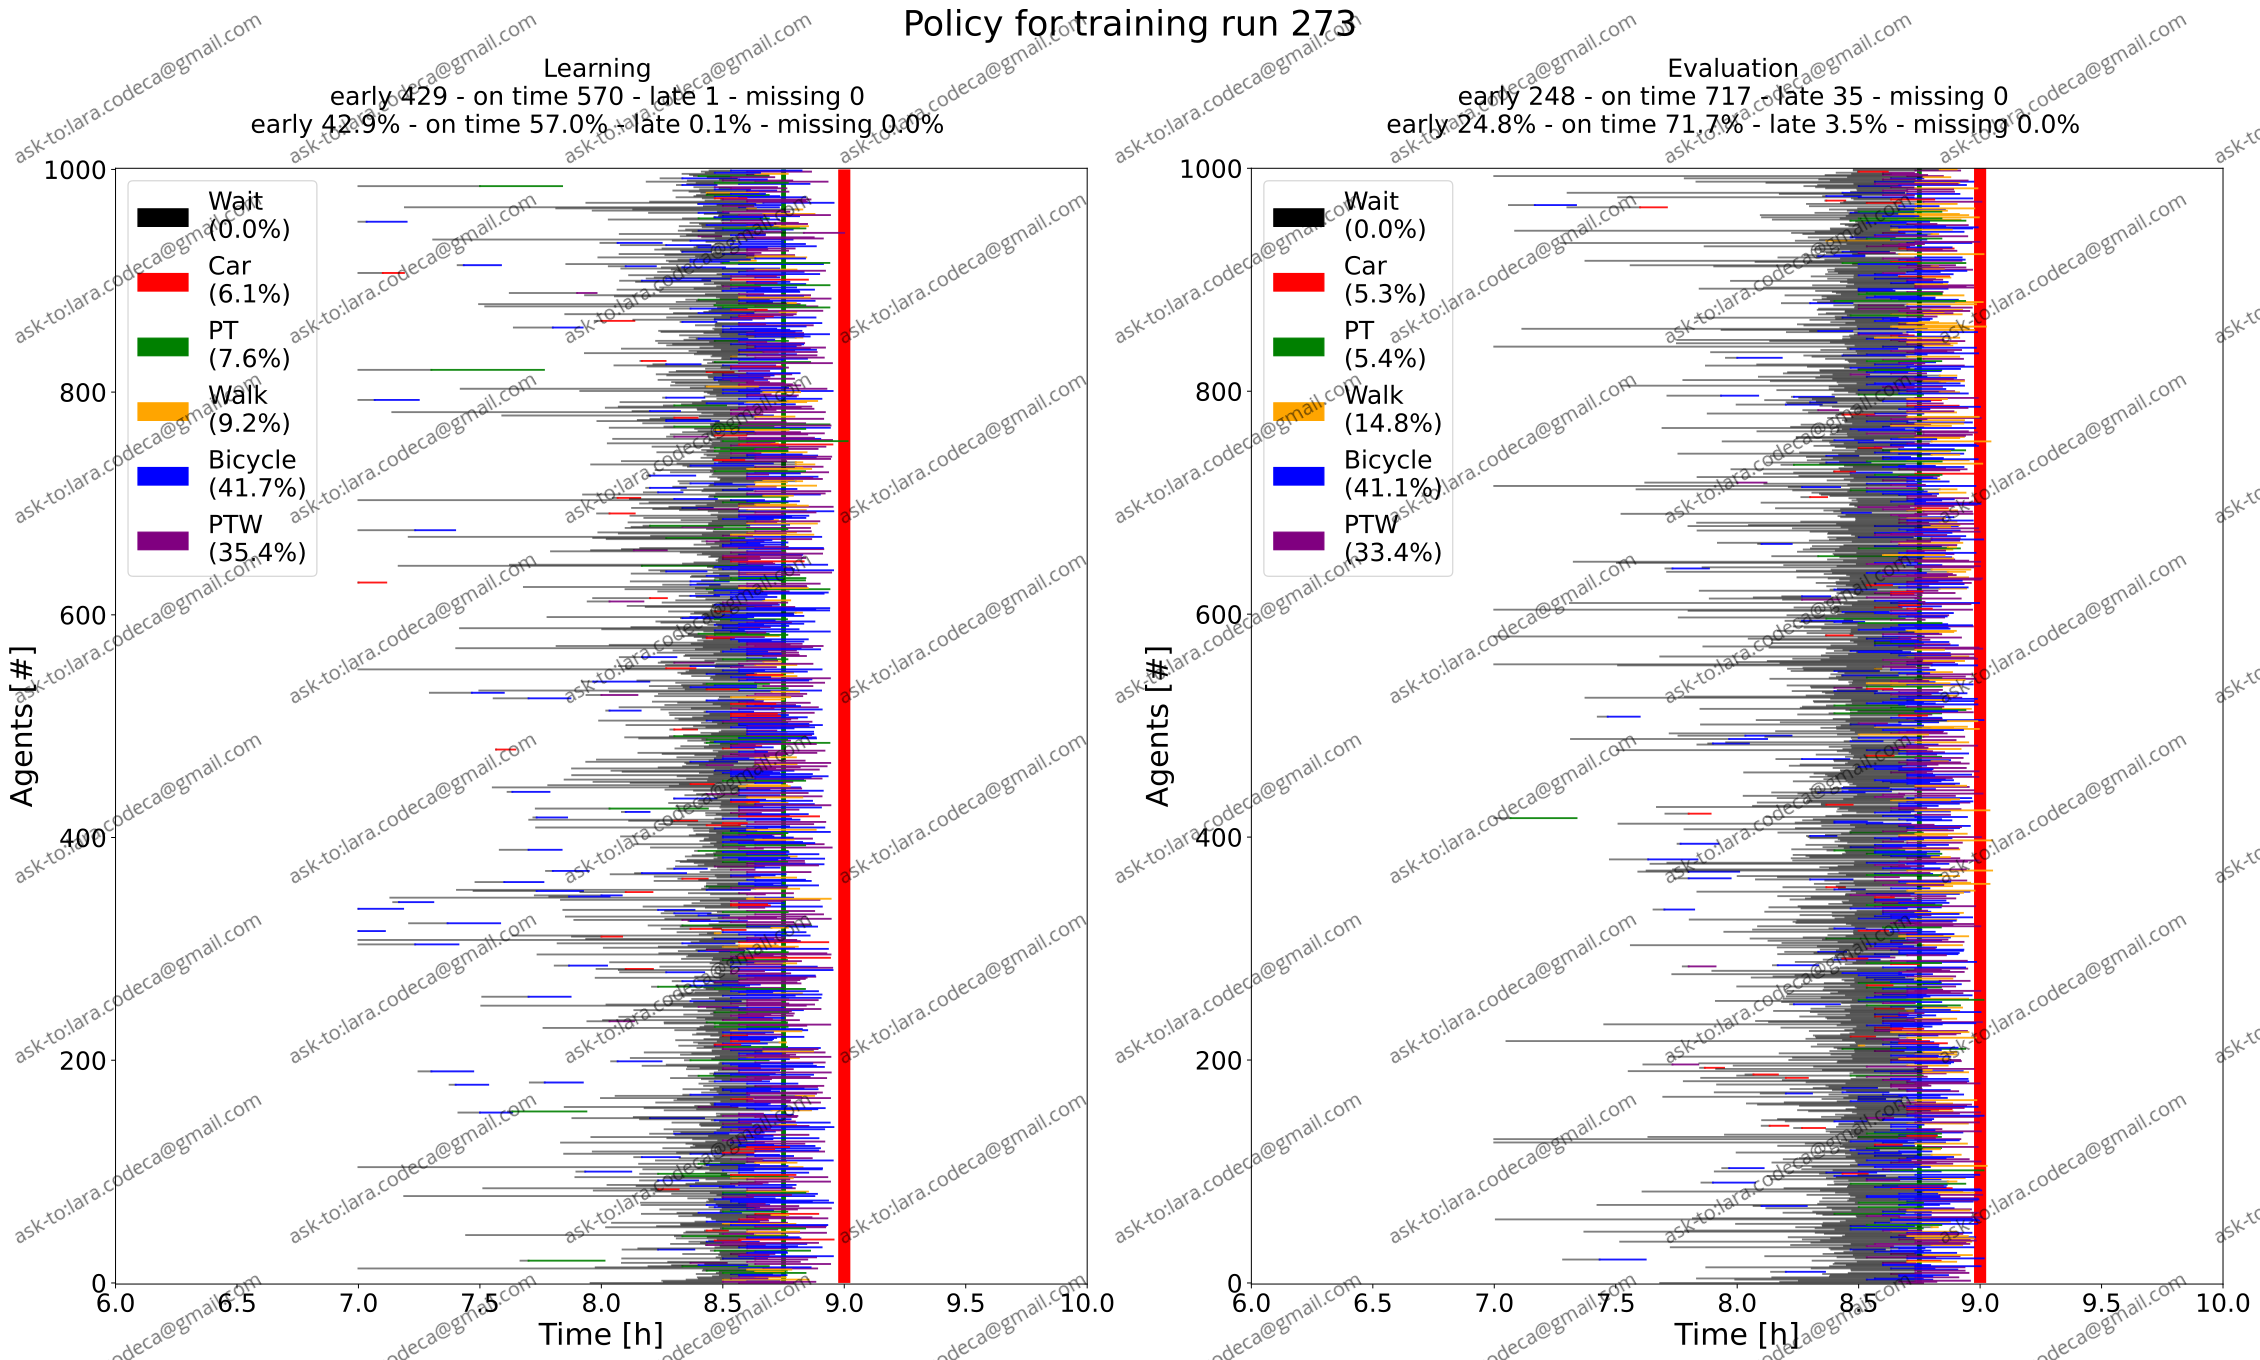 Policy for training run 273
Learning
early 429 - on time 570 - late 1 - missing 0
early 42.9% - on time 57.0% - late 0.1% - missing 0.0%
Wait
(0.0%)
Car
(6.1%)
PT
(7.6%)
Walk
(9.2%)
Bicycle
(41.7%)
PTW
(35.4%)
Agents [#]
1000
800
600
400
200
0
6.0 6.5 7.0 7.5 8.0 8.5 9.0 9.5 10.0
Time [h]
Evaluation
early 248 - on time 717 - late 35 - missing 0
early 24.8% - on time 71.7% - late 3.5% - missing 0.0%
Wait
(0.0%)
Car
(5.3%)
PT
(5.4%)
Walk
(14.8%)
Bicycle
(41.1%)
PTW
(33.4%)
Agents [#]
1000
800
600
400
200
0
6.0 6.5 7.0 7.5 8.0 8.5 9.0 9.5 10.0
Time [h]
ask-to:lara.codeca@gmail.com